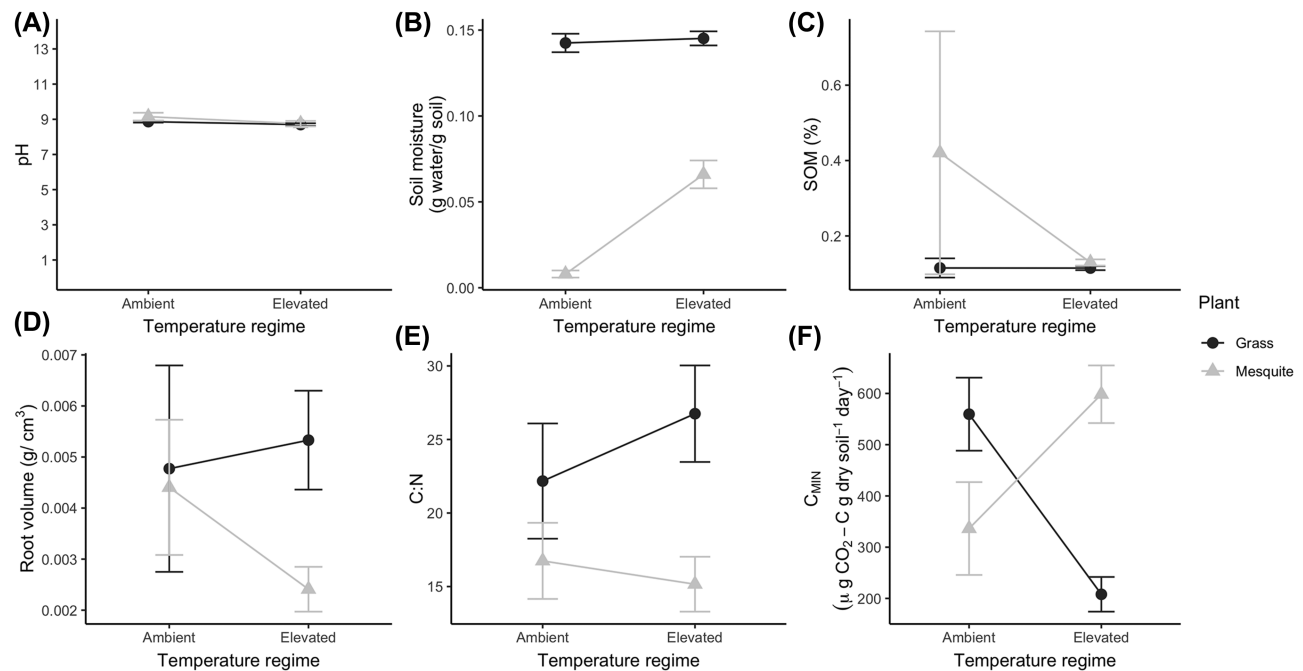 (A)
13
11
9
7
5
3
1
pH
Ambient
Elevated
Temperature regime
(B)
0.15
0.10
0.05
0.00
Soil moisture
(g water/g soil)
Ambient
Elevated
Temperature regime
(C)
0.6
0.4
0.2
SOM (%)
Ambient
Elevated
Temperature regime
(D)
0.007
0.006
0.005
0.004
0.003
0.002
Root volume (g/ cm³)
Ambient
Elevated
Temperature regime
(E)
30
25
20
15
C:N
Ambient
Elevated
Temperature regime
(F)
600
500
400
300
200
C_MIN
(μ g CO₂ – C g dry soil⁻¹ day⁻¹)
Ambient
Elevated
Temperature regime
Plant
Grass
Mesquite